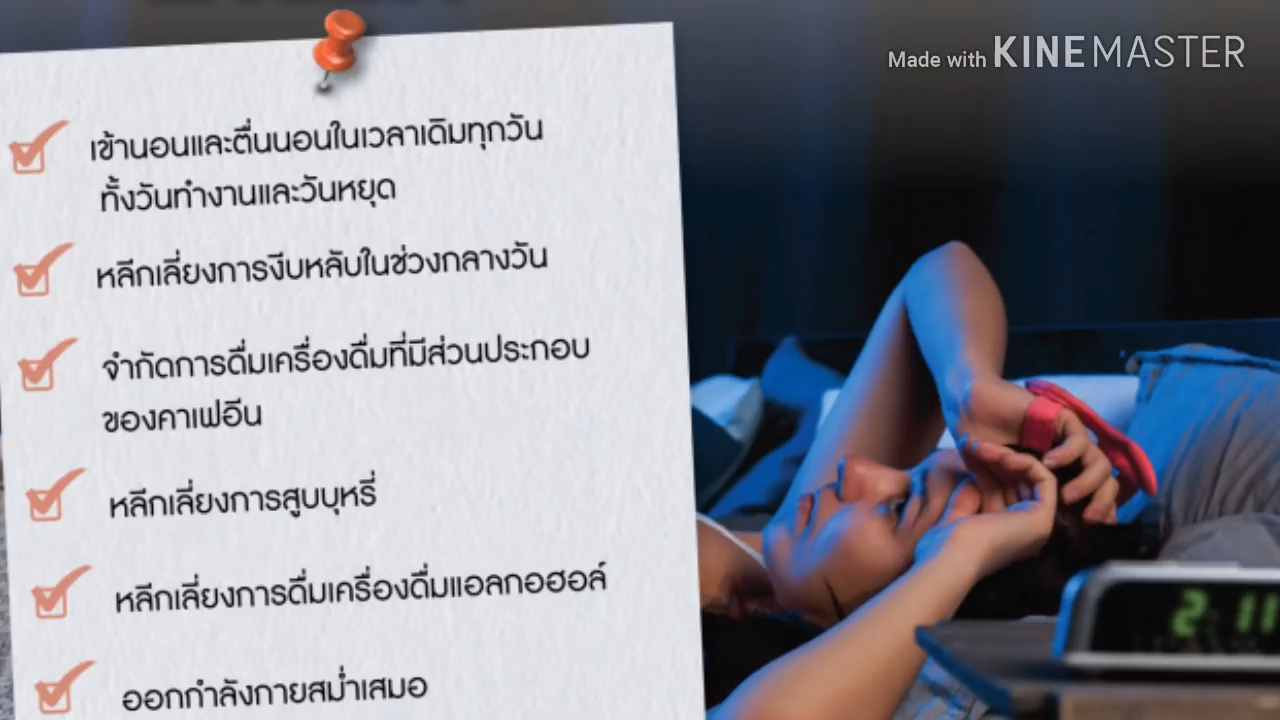 Made with KINEMASTER
เข้านอนและตื่นนอนในเวลาเดิมทุกวัน
ทั้งวันทำงานและวันหยุด
หลีกเลี่ยงการงีบหลับในช่วงกลางวัน
จำกัดการดื่มเครื่องดื่มที่มีส่วนประกอบ
ของคาเฟอีน
หลีกเลี่ยงการสูบบุหรี่
หลีกเลี่ยงการดื่มเครื่องดื่มแอลกอฮอล์
ออกกำลังกายสม่ำเสมอ
2:11